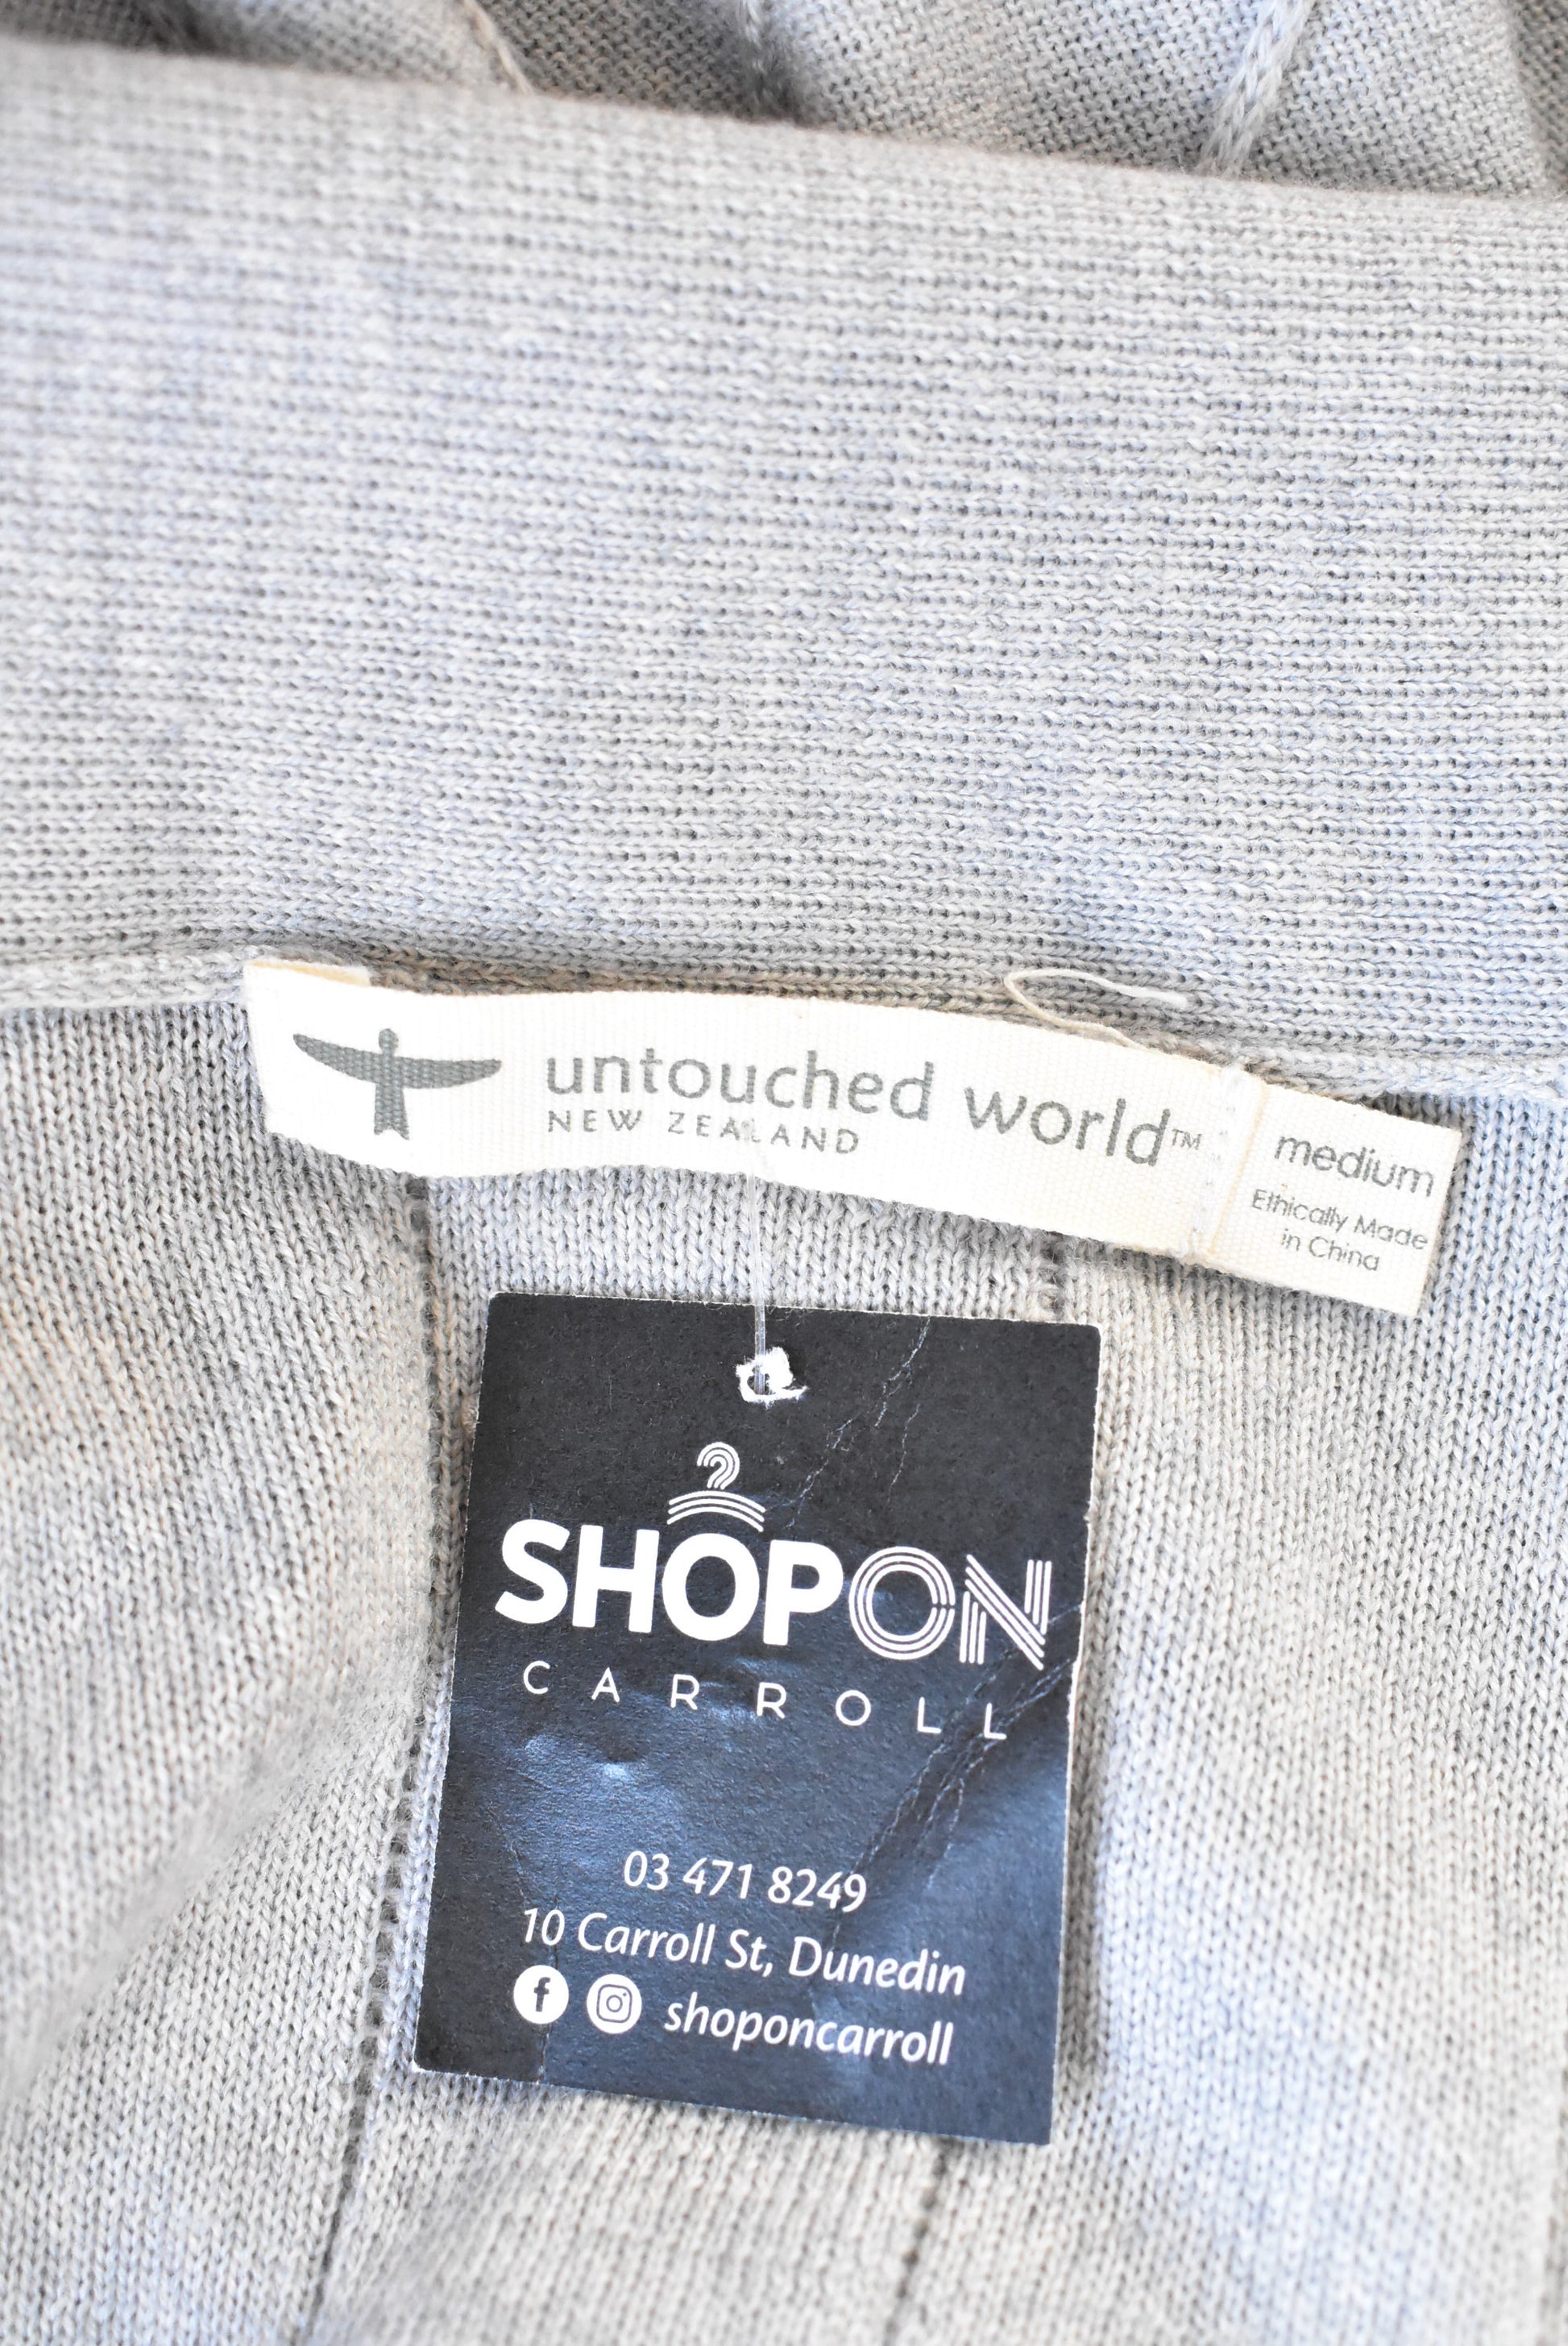 untouched world™
NEW ZEALAND
medium
Ethically Made
in China
SHOPON
CARROLL
03 471 8249
10 Carroll St, Dunedin
shoponcarroll